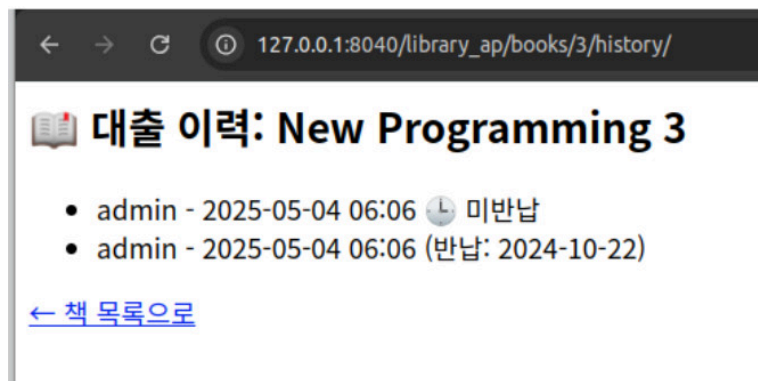 127.0.0.1:8040/library_ap/books/3/history/
📖 대출 이력: New Programming 3
• admin - 2025-05-04 06:06 🕒 미반납
• admin - 2025-05-04 06:06 (반납: 2024-10-22)
← 책 목록으로